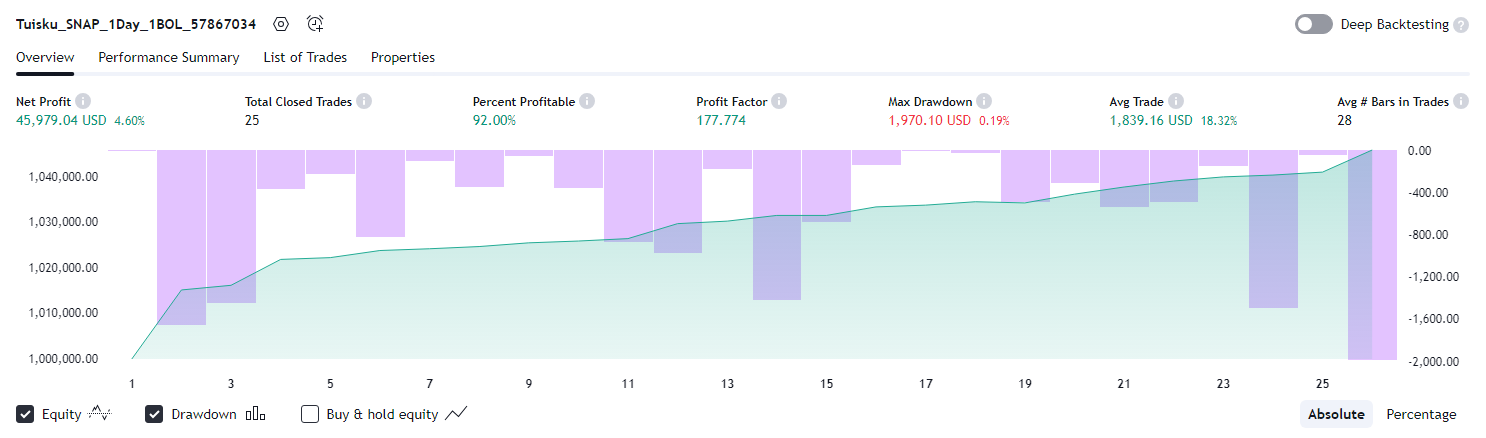 Tuisku_SNAP_1Day_1BOL_57867034 Deep Backtesting ?
Overview Performance Summary List of Trades Properties
Net Profit i Total Closed Trades i Percent Profitable i Profit Factor i Max Drawdown i Avg Trade i Avg # Bars in Trades i
45,979.04 USD 4.60% 25 92.00% 177.774 1,970.10 USD 0.19% 1,839.16 USD 18.32% 28
0.00
1,040,000.00
-400.00
1,030,000.00
-800.00
1,020,000.00
-1,200.00
1,010,000.00
-1,600.00
1,000,000.00
-2,000.00
1 3 5 7 9 11 13 15 17 19 21 23 25
Equity Drawdown Buy & hold equity Absolute Percentage